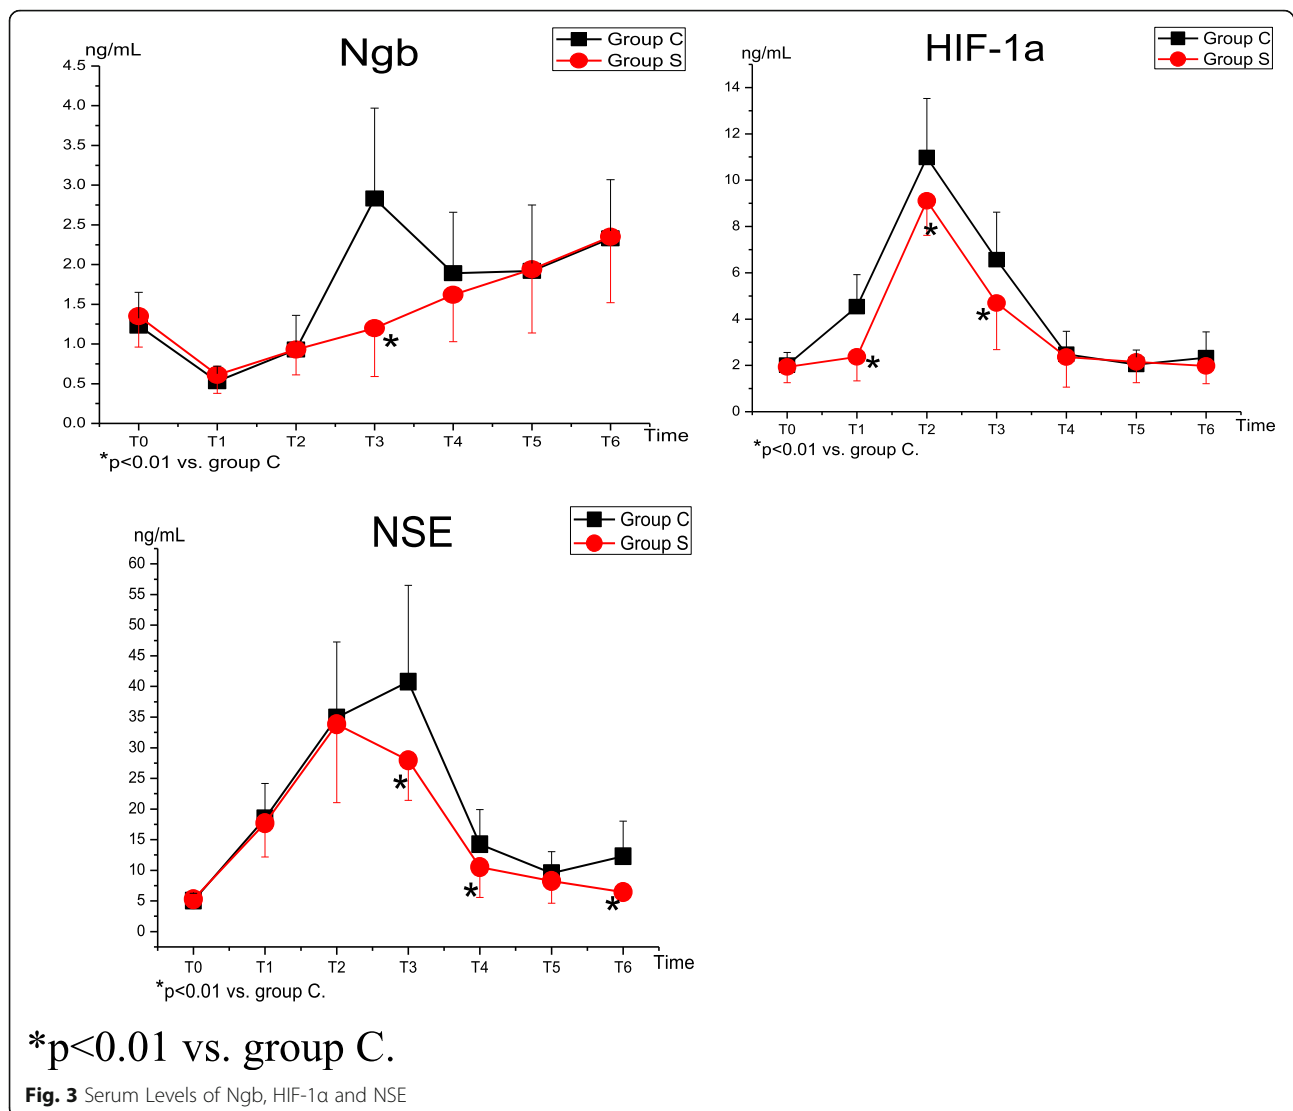 ng/mL
Ngb
Group C
Group S
4.5
4.0
3.5
3.0
2.5
2.0
1.5
1.0
0.5
0.0
*
T0 T1 T2 T3 T4 T5 T6 Time
*p<0.01 vs. group C
ng/mL
HIF-1a
Group C
Group S
14
12
10
8
6
4
2
0
*
*
*
T0 T1 T2 T3 T4 T5 T6 Time
*p<0.01 vs. group C.
ng/mL
NSE
Group C
Group S
60
55
50
45
40
35
30
25
20
15
10
5
0
*
*
*
T0 T1 T2 T3 T4 T5 T6 Time
*p<0.01 vs. group C.
*p<0.01 vs. group C.
Fig. 3 Serum Levels of Ngb, HIF-1α and NSE